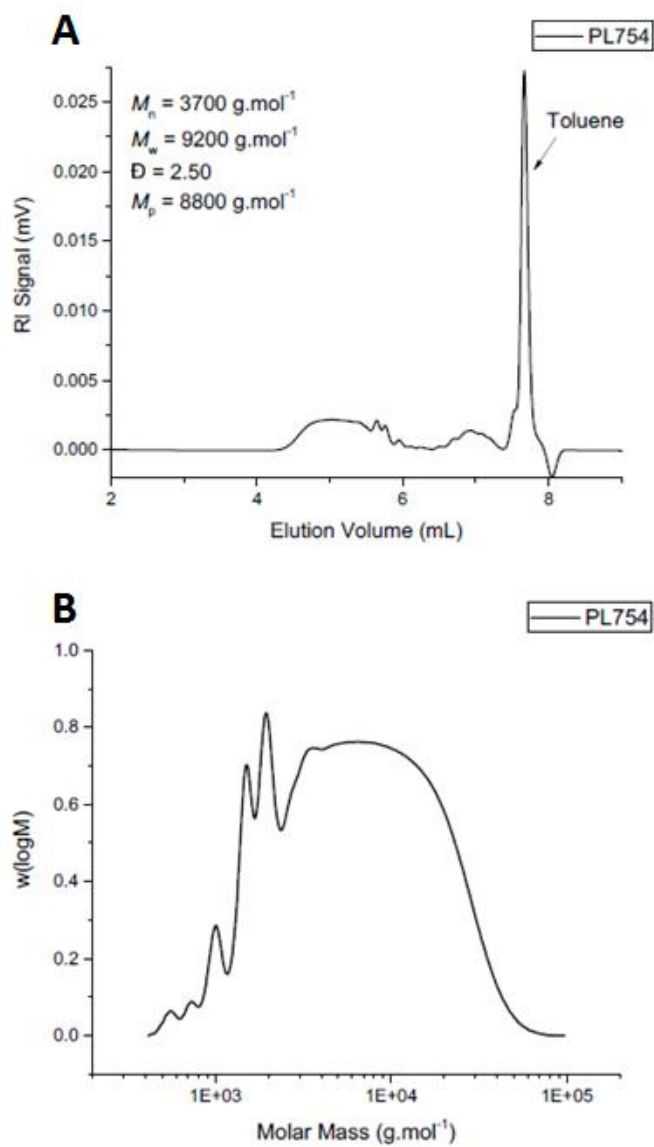 A
PL754
Mn = 3700 g.mol-1
Mw = 9200 g.mol-1
Đ = 2.50
Mp = 8800 g.mol-1
Toluene
0.025
0.020
0.015
0.010
0.005
0.000
RI Signal (mV)
2 4 6 8
Elution Volume (mL)
B
PL754
1.0
0.8
0.6
0.4
0.2
0.0
w(logM)
1E+03 1E+04 1E+05
Molar Mass (g.mol-1)